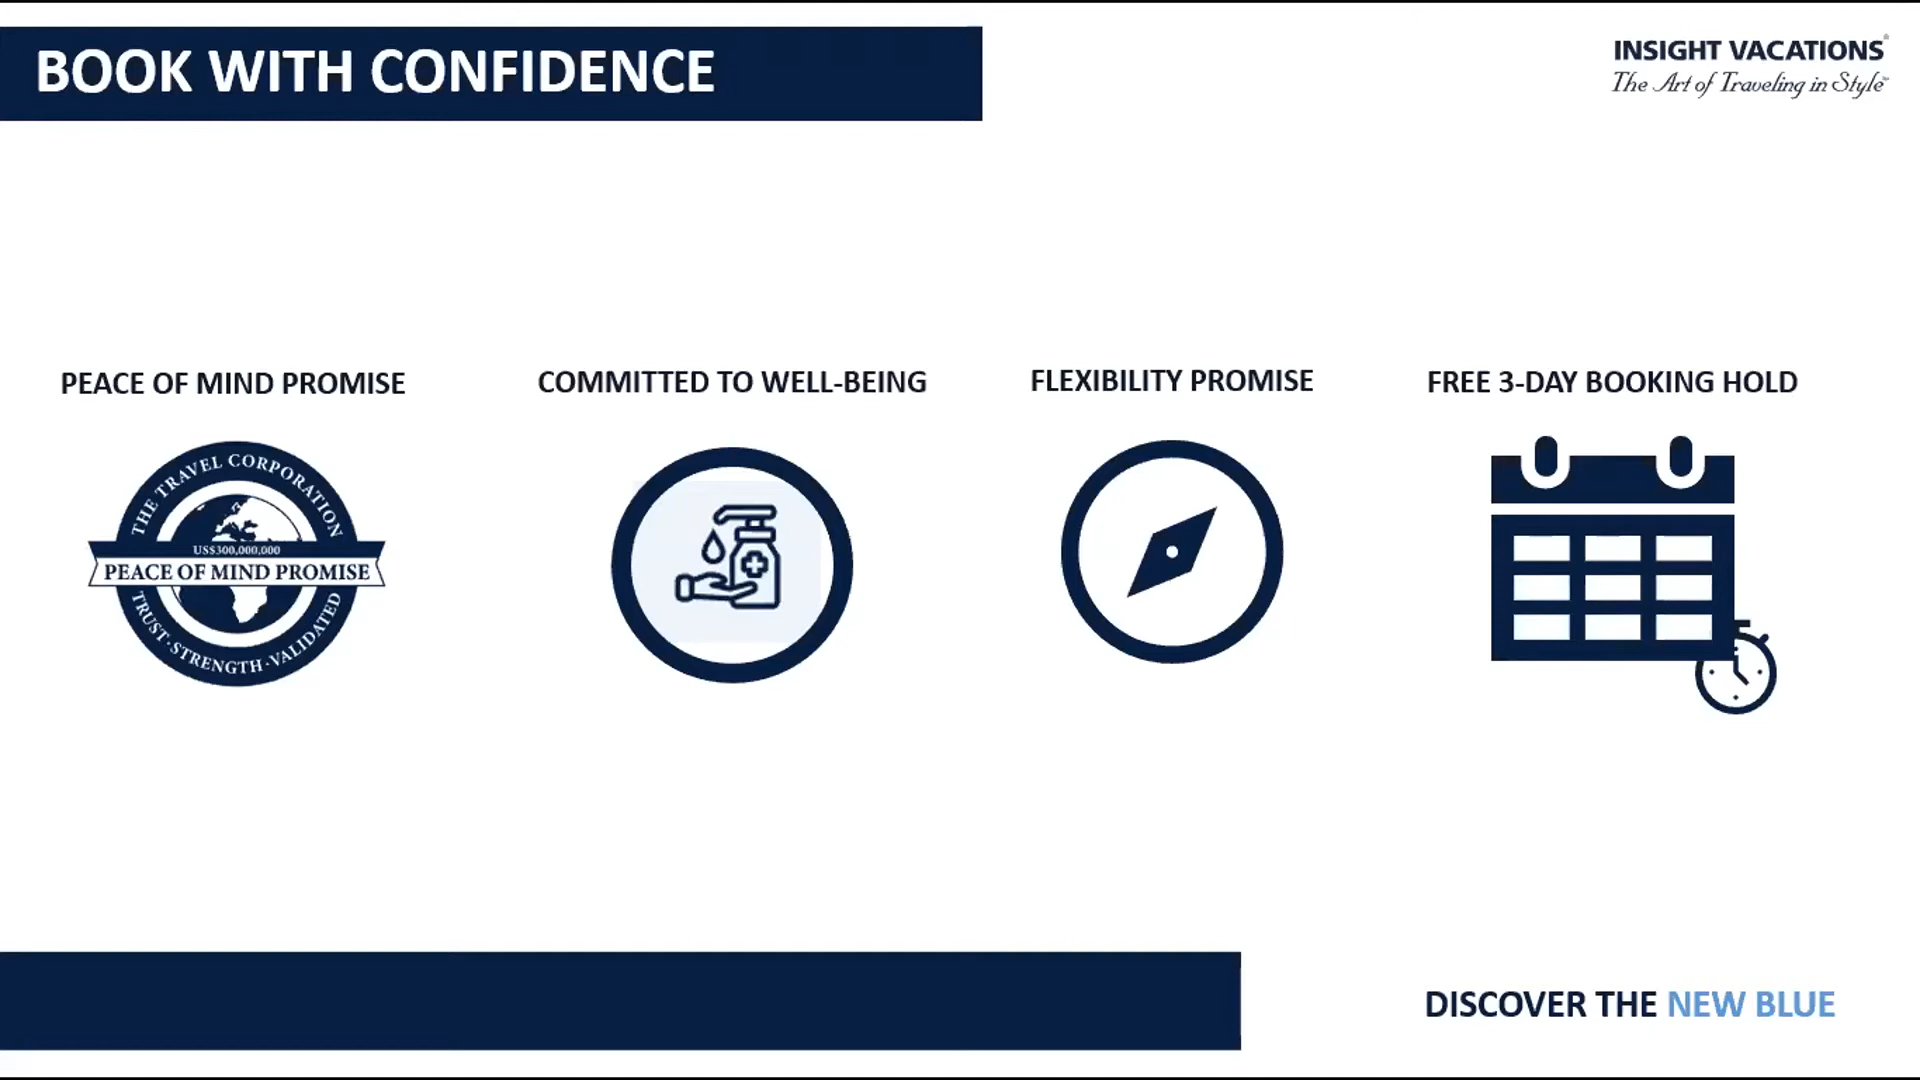 BOOK WITH CONFIDENCE
INSIGHT VACATIONS®
The Art of Traveling in Style™
PEACE OF MIND PROMISE
COMMITTED TO WELL-BEING
FLEXIBILITY PROMISE
FREE 3-DAY BOOKING HOLD
THE TRAVEL CORPORATION
US$300,000,000
PEACE OF MIND PROMISE
TRUST·STRENGTH·VALIDATED
DISCOVER THE NEW BLUE